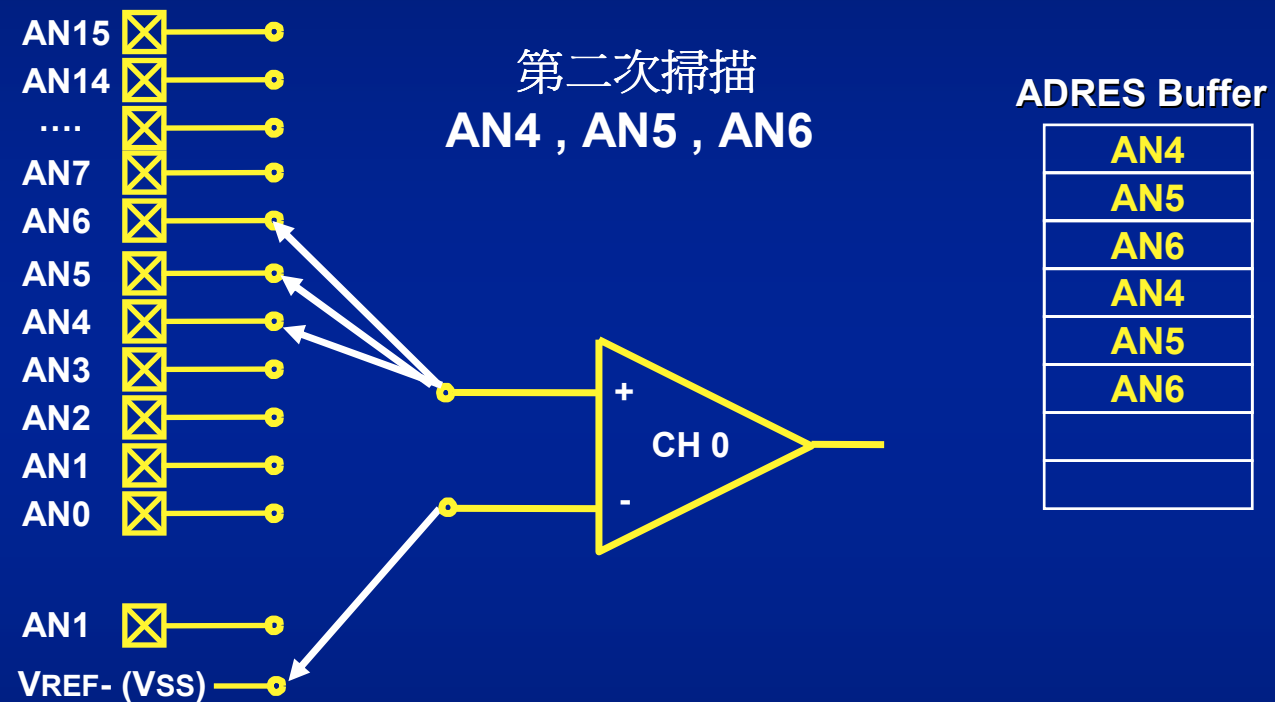 AN15
AN14
....
AN7
AN6
AN5
AN4
AN3
AN2
AN1
AN0
AN1
VREF- (VSS)
第二次掃描
AN4 , AN5 , AN6
+
CH 0
-
ADRES Buffer
AN4
AN5
AN6
AN4
AN5
AN6